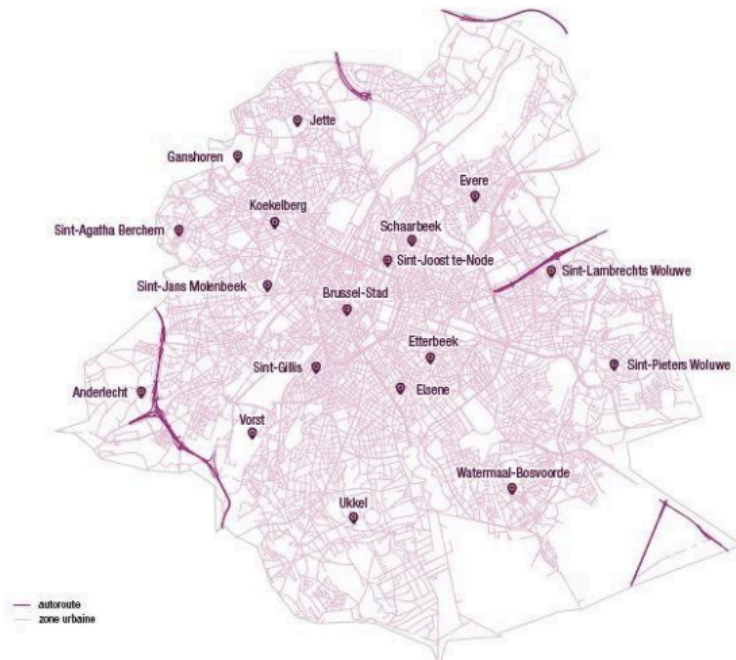 Jette
Ganshoren
Evere
Koekelberg
Sint-Agatha Berchem
Schaarbeek
Sint-Joost te-Node
Sint-Lambrechts Woluwe
Sint-Jans Molenbeek
Brussel-Stad
Etterbeek
Sint-Gillis
Sint-Pieters Woluwe
Anderlecht
Elsene
Vorst
Watermaal-Bosvoorde
Ukkel
autoroute
zone urbaine